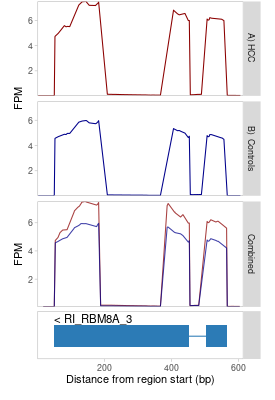 6
4
2
A) HCC
FPM
6
4
2
B): Controls
6
4
2
FPM
Combined
< RI_RBM8A_3
200
400
600
Distance from region start (bp)